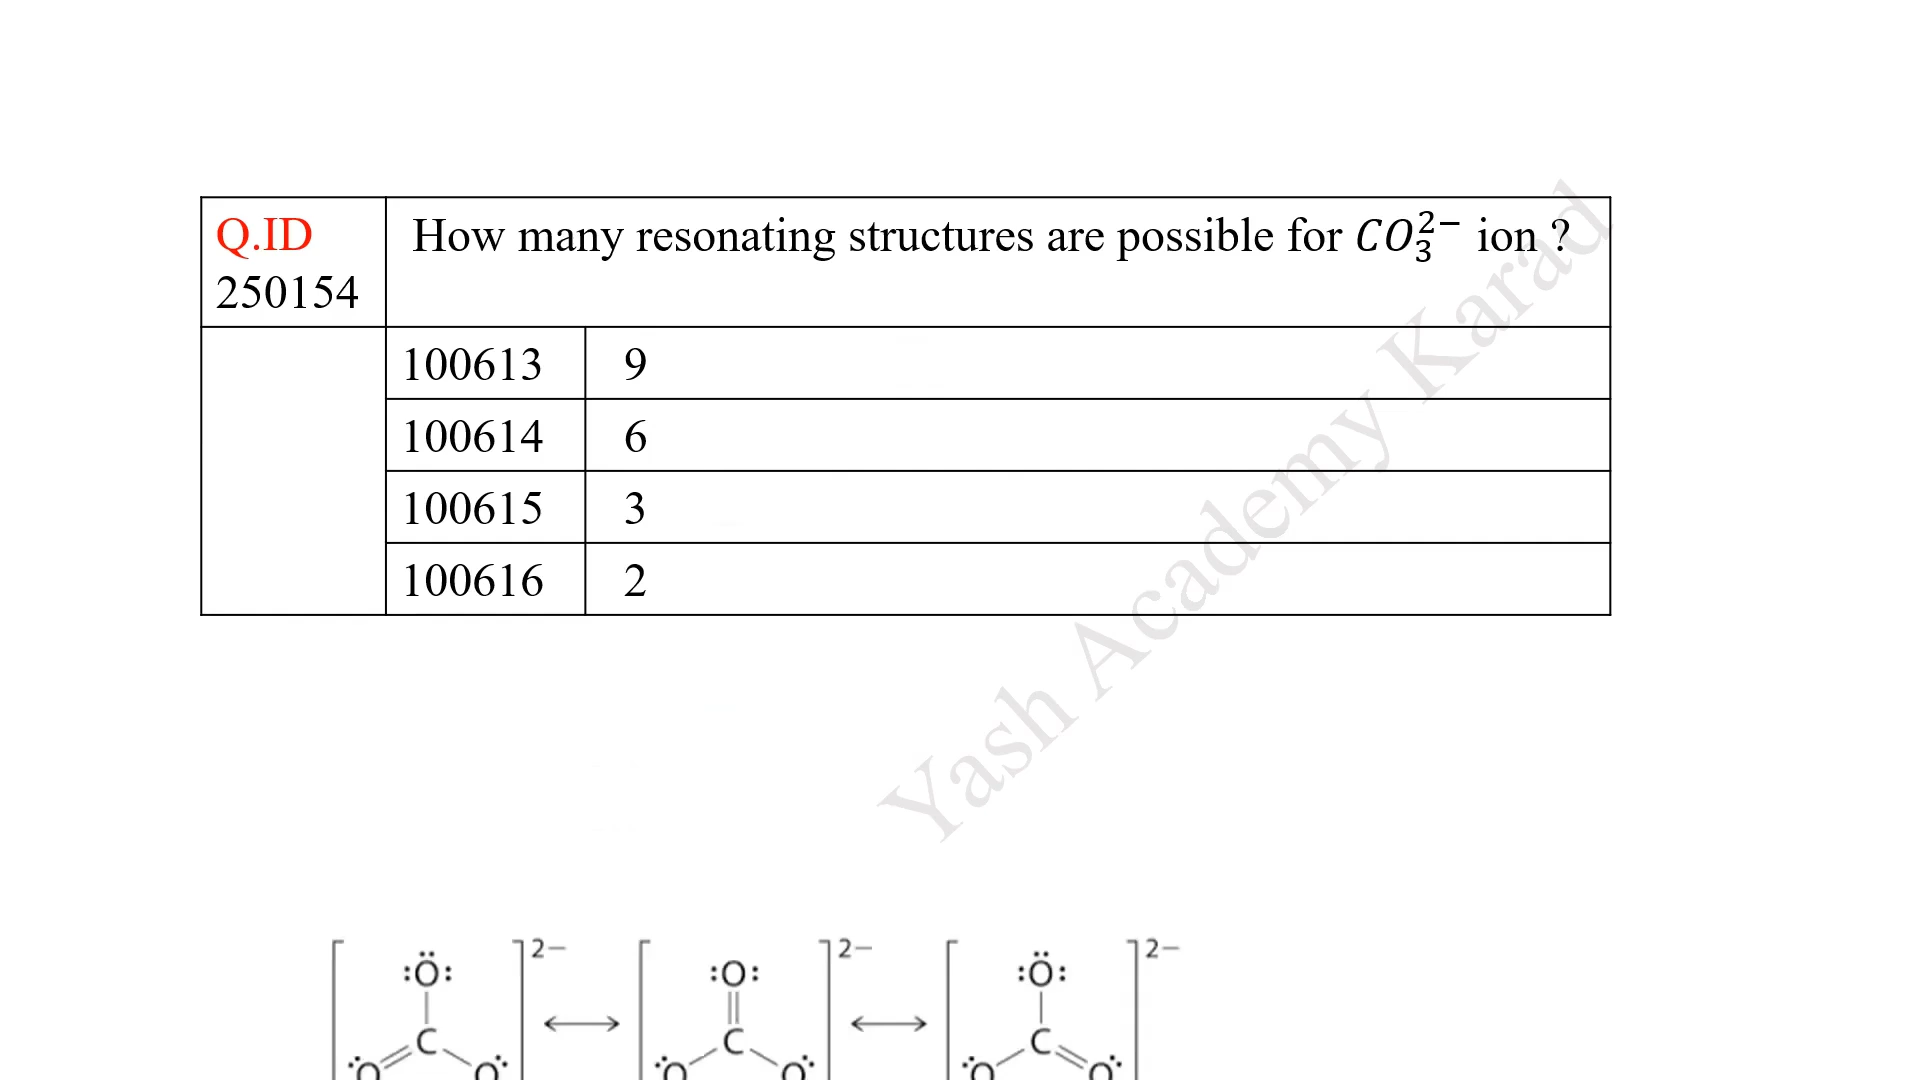 Q.ID
250154
How many resonating structures are possible for CO₃²⁻ ion ?
100613 9
100614 6
100615 3
100616 2
Yash Academy Karad
2− 2− 2−
:Ö: :O: :Ö:
C C C
O O O O O O